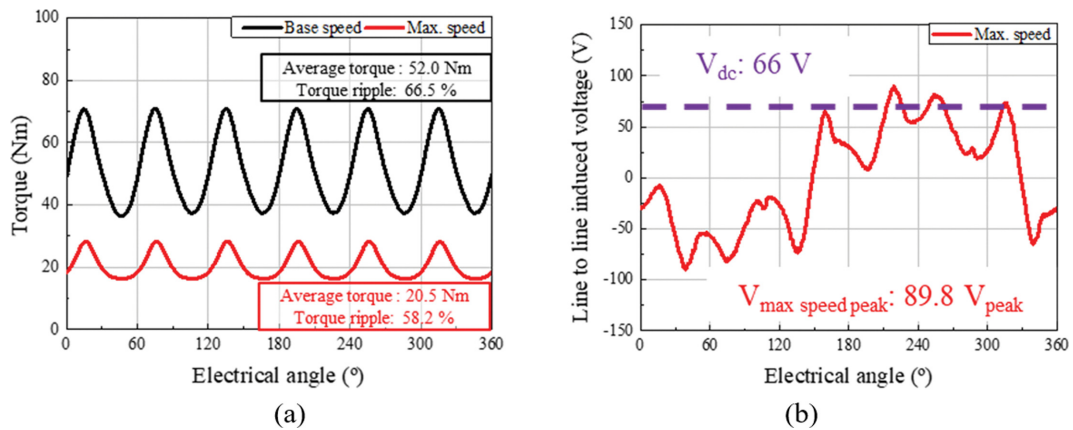 Torque (Nm)
100
80
60
40
20
0
Base speed Max. speed
Average torque : 52.0 Nm
Torque ripple: 66.5 %
Average torque : 20.5 Nm
Torque ripple: 58.2 %
0 60 120 180 240 300 360
Electrical angle (º)
(a)
Line to line induced voltage (V)
150
100
50
0
-50
-100
-150
Max. speed
Vdc: 66 V
Vmax speed peak: 89.8 Vpeak
0 60 120 180 240 300 360
Electrical angle (º)
(b)